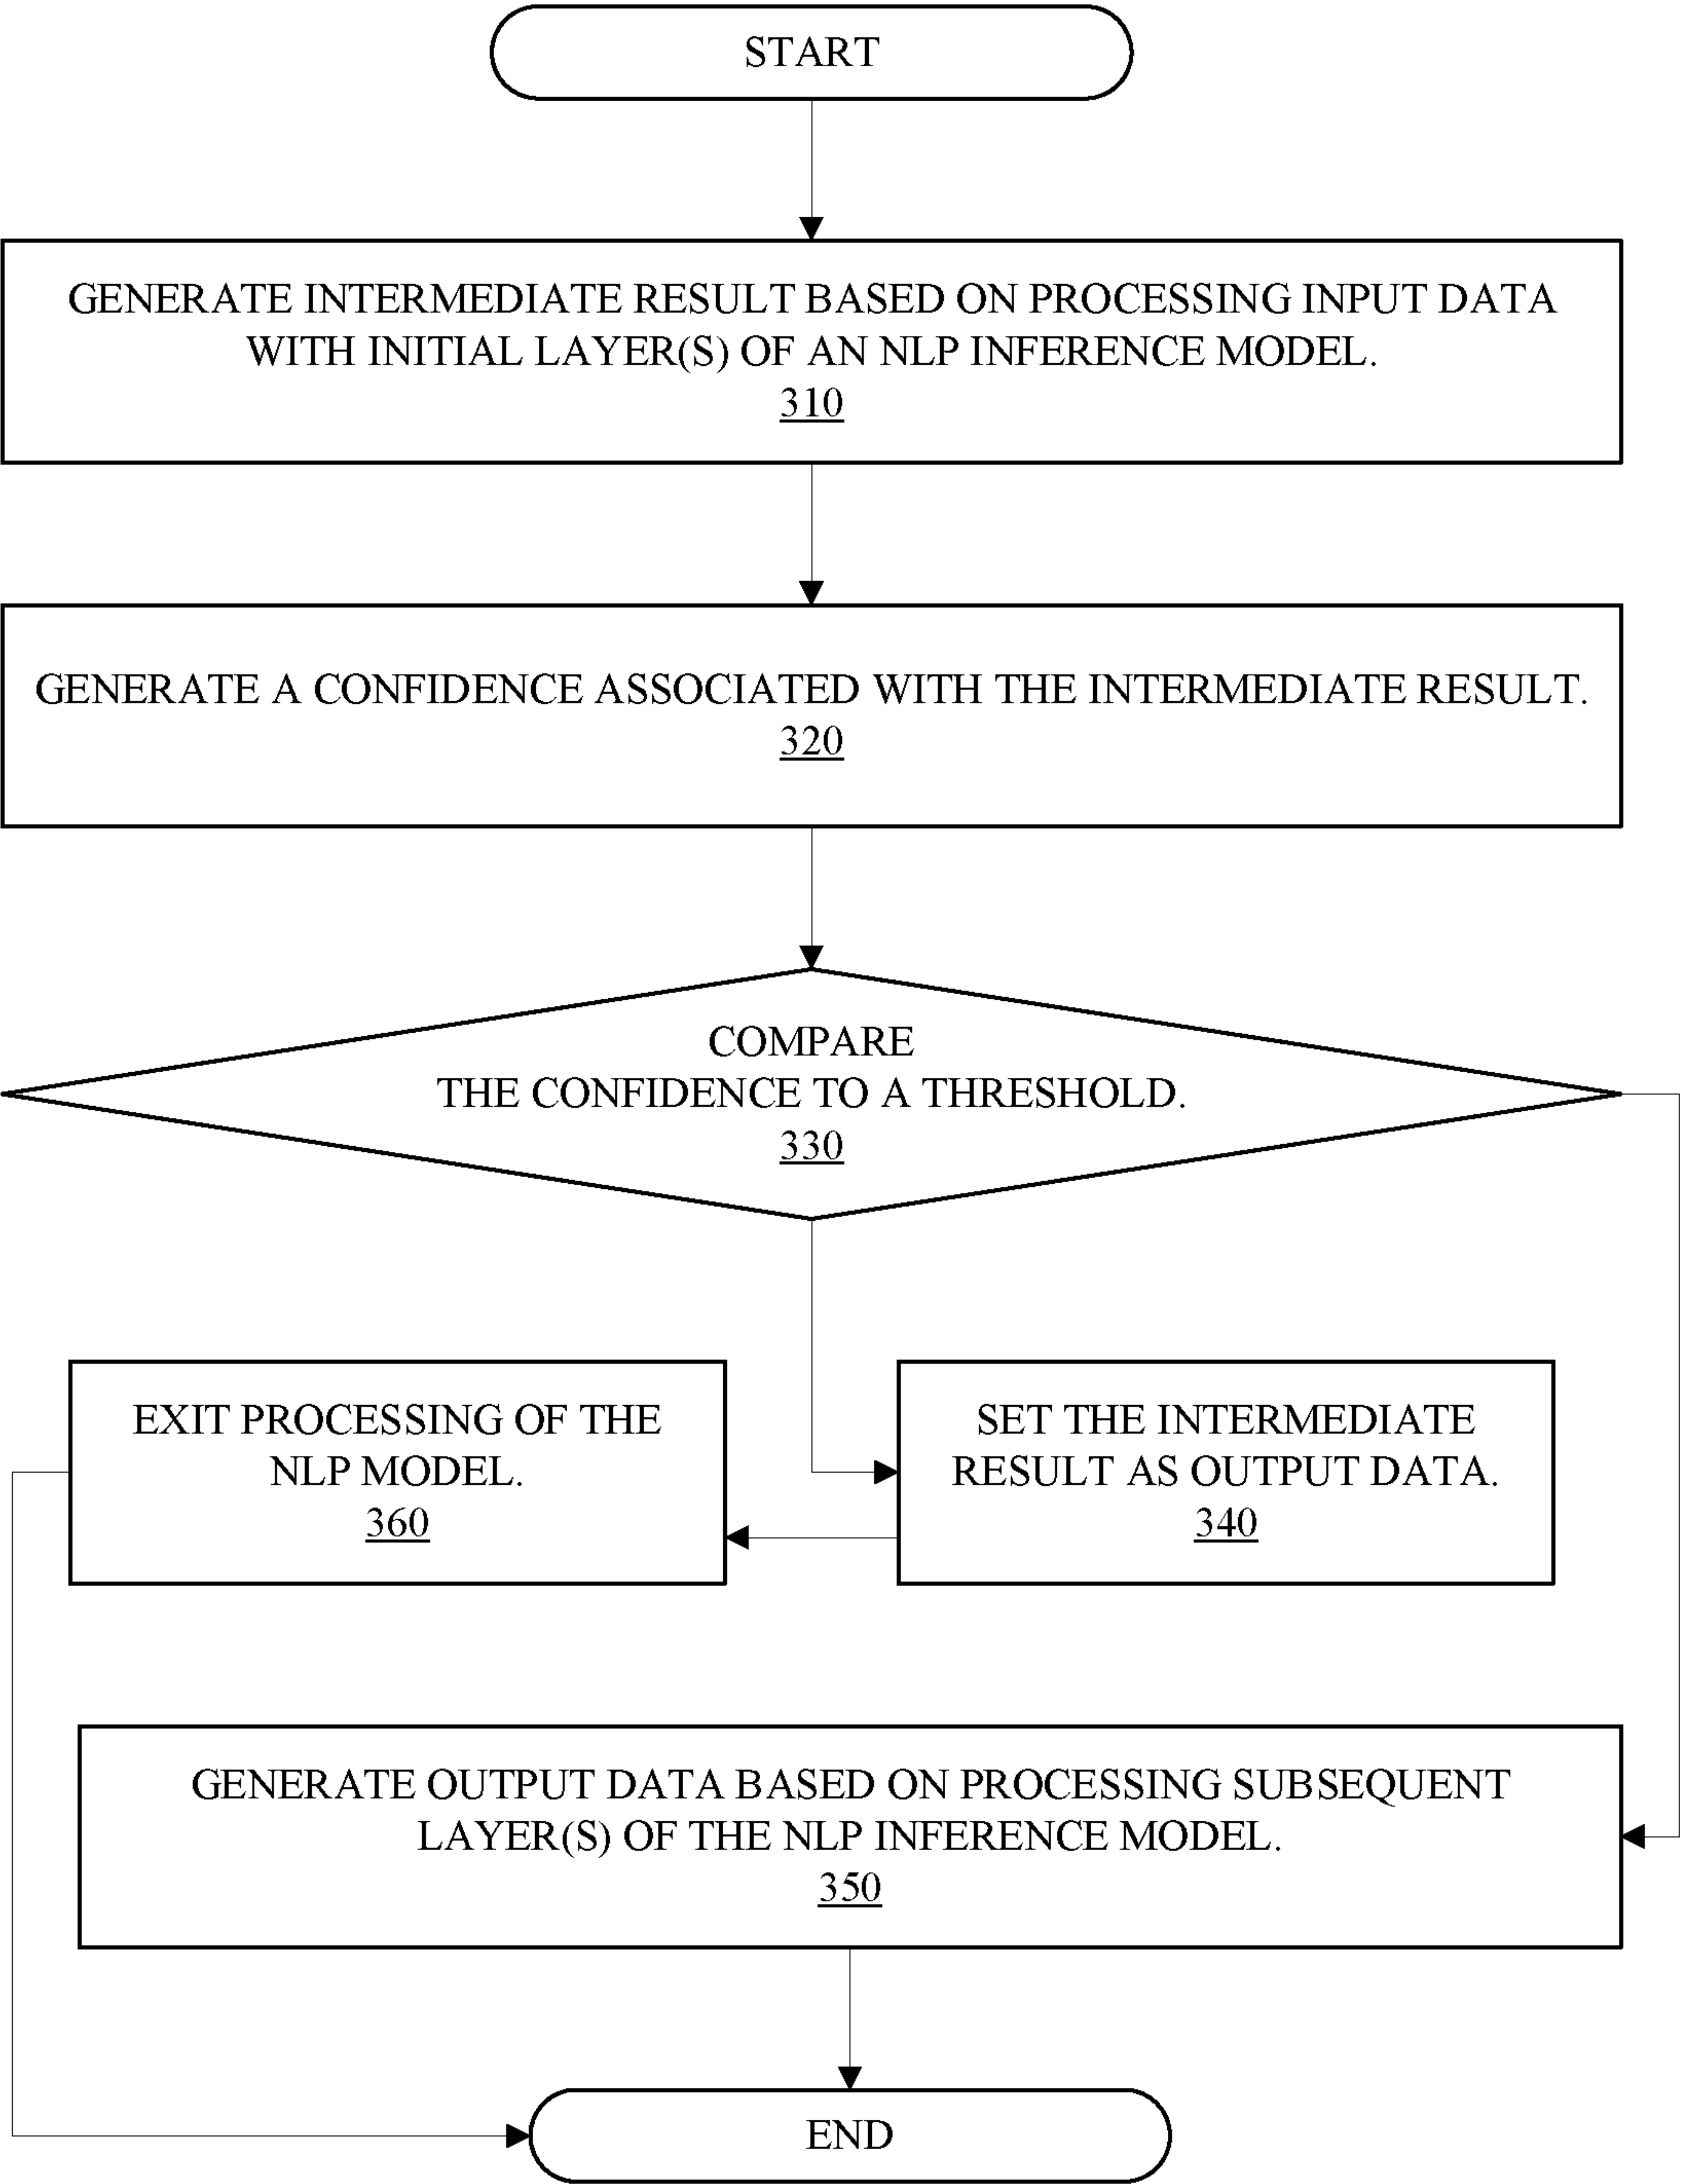 START
GENERATE INTERMEDIATE RESULT BASED ON PROCESSING INPUT DATA
WITH INITIAL LAYER(S) OF AN NLP INFERENCE MODEL.
310
GENERATE A CONFIDENCE ASSOCIATED WITH THE INTERMEDIATE RESULT.
320
COMPARE
THE CONFIDENCE TO A THRESHOLD.
330
SET THE INTERMEDIATE
RESULT AS OUTPUT DATA.
340
EXIT PROCESSING OF THE
NLP MODEL.
360
GENERATE OUTPUT DATA BASED ON PROCESSING SUBSEQUENT
LAYER(S) OF THE NLP INFERENCE MODEL.
350
END